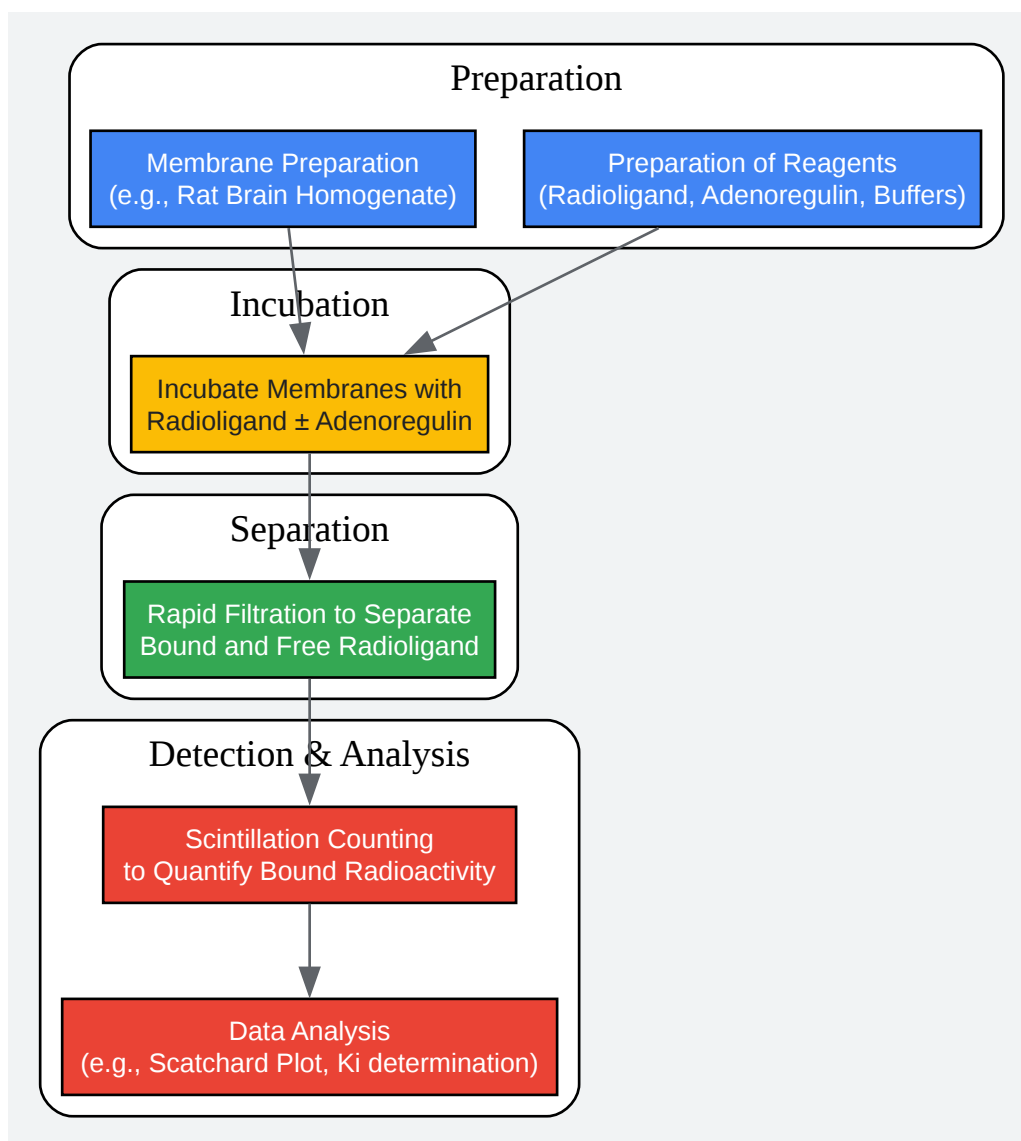 Preparation
Membrane Preparation
(e.g., Rat Brain Homogenate)
Preparation of Reagents
(Radioligand, Adenoregulin, Buffers)
Incubation
Incubate Membranes with
Radioligand ± Adenoregulin
Separation
Rapid Filtration to Separate
Bound and Free Radioligand
Detection & Analysis
Scintillation Counting
to Quantify Bound Radioactivity
Data Analysis
(e.g., Scatchard Plot, Ki determination)